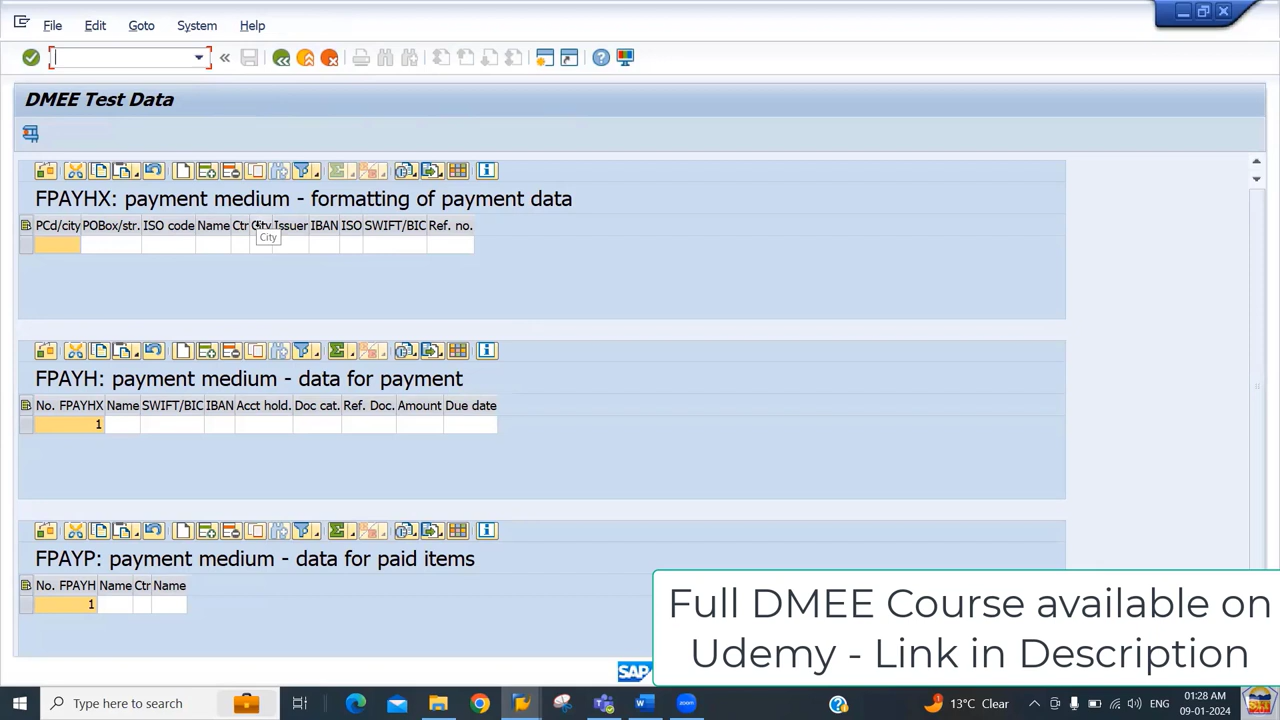 File Edit Goto System Help
DMEE Test Data
FPAYHX: payment medium - formatting of payment data
PCd/city POBox/str. ISO code Name Ctr City Issuer IBAN ISO SWIFT/BIC Ref. no.
City
FPAYH: payment medium - data for payment
No. FPAYHX Name SWIFT/BIC IBAN Acct hold. Doc cat. Ref. Doc. Amount Due date
1
FPAYP: payment medium - data for paid items
No. FPAYH Name Ctr Name
1
Full DMEE Course available on
Udemy - Link in Description
SAP
Type here to search
13°C Clear
ENG
01:28 AM
09-01-2024